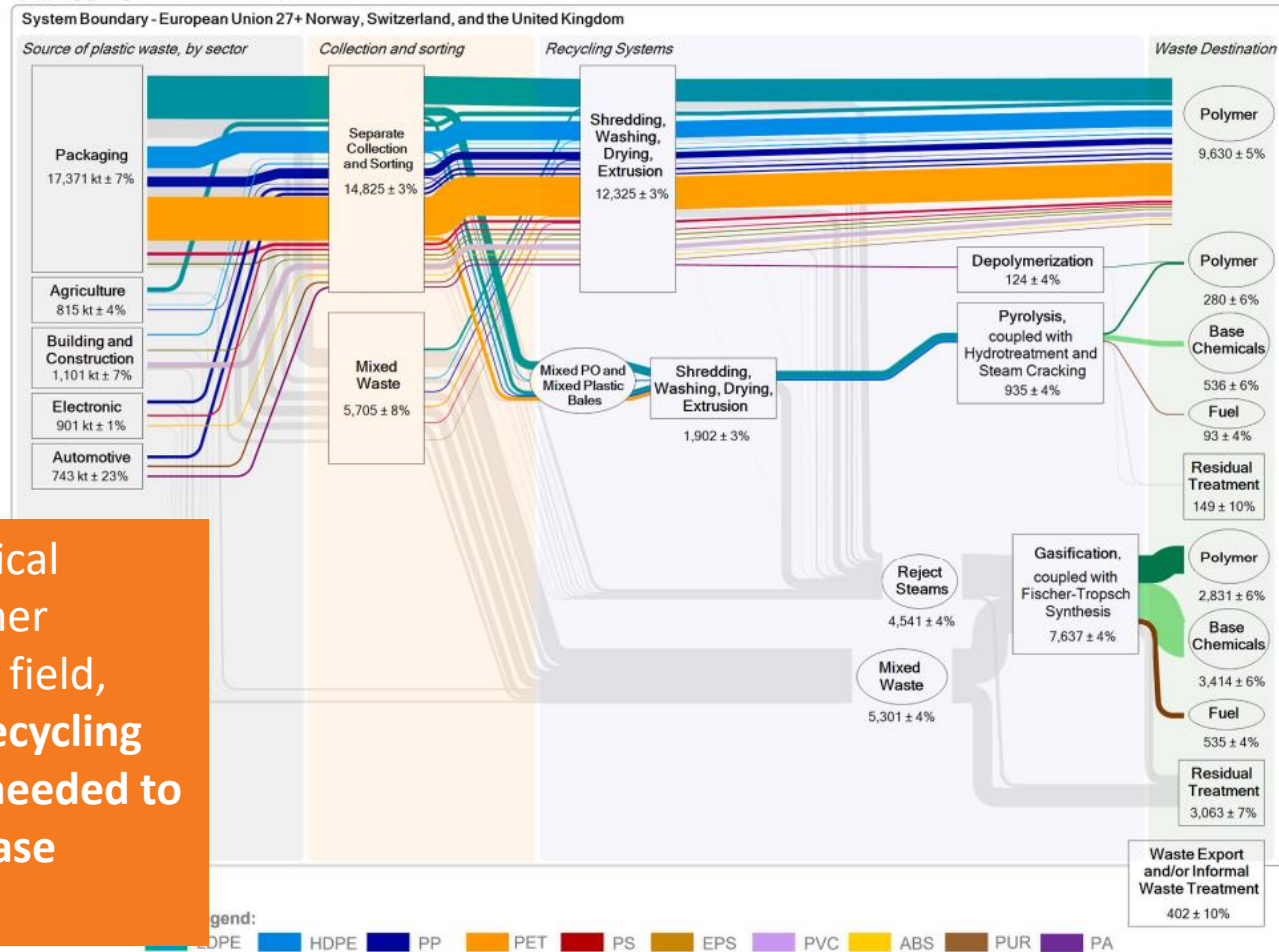 System Boundary - European Union 27+ Norway, Switzerland, and the United Kingdom
Source of plastic waste, by sector
Collection and sorting
Recycling Systems
Waste Destination
Packaging
17,371 kt ± 7%
Agriculture
815 kt ± 4%
Building and
Construction
1,101 kt ± 7%
Electronic
901 kt ± 1%
Automotive
743 kt ± 23%
Separate
Collection
and Sorting
14,825 ± 3%
Mixed
Waste
5,705 ± 8%
Shredding,
Washing,
Drying,
Extrusion
12,325 ± 3%
Mixed PO and
Mixed Plastic
Bales
Shredding,
Washing, Drying,
Extrusion
1,902 ± 3%
Depolymerization
124 ± 4%
Pyrolysis,
coupled with
Hydrotreatment and
Steam Cracking
935 ± 4%
Reject
Steams
4,541 ± 4%
Mixed
Waste
5,301 ± 4%
Gasification,
coupled with
Fischer-Tropsch
Synthesis
7,637 ± 4%
Polymer
9,630 ± 5%
Polymer
280 ± 6%
Base
Chemicals
536 ± 6%
Fuel
93 ± 4%
Residual
Treatment
149 ± 10%
Polymer
2,831 ± 6%
Base
Chemicals
3,414 ± 6%
Fuel
535 ± 4%
Residual
Treatment
3,063 ± 7%
Waste Export
and/or Informal
Waste Treatment
402 ± 10%
ical
ner
field,
ecycling
needed to
ase
gend:
LDPE HDPE PP PET PS EPS PVC ABS PUR PA